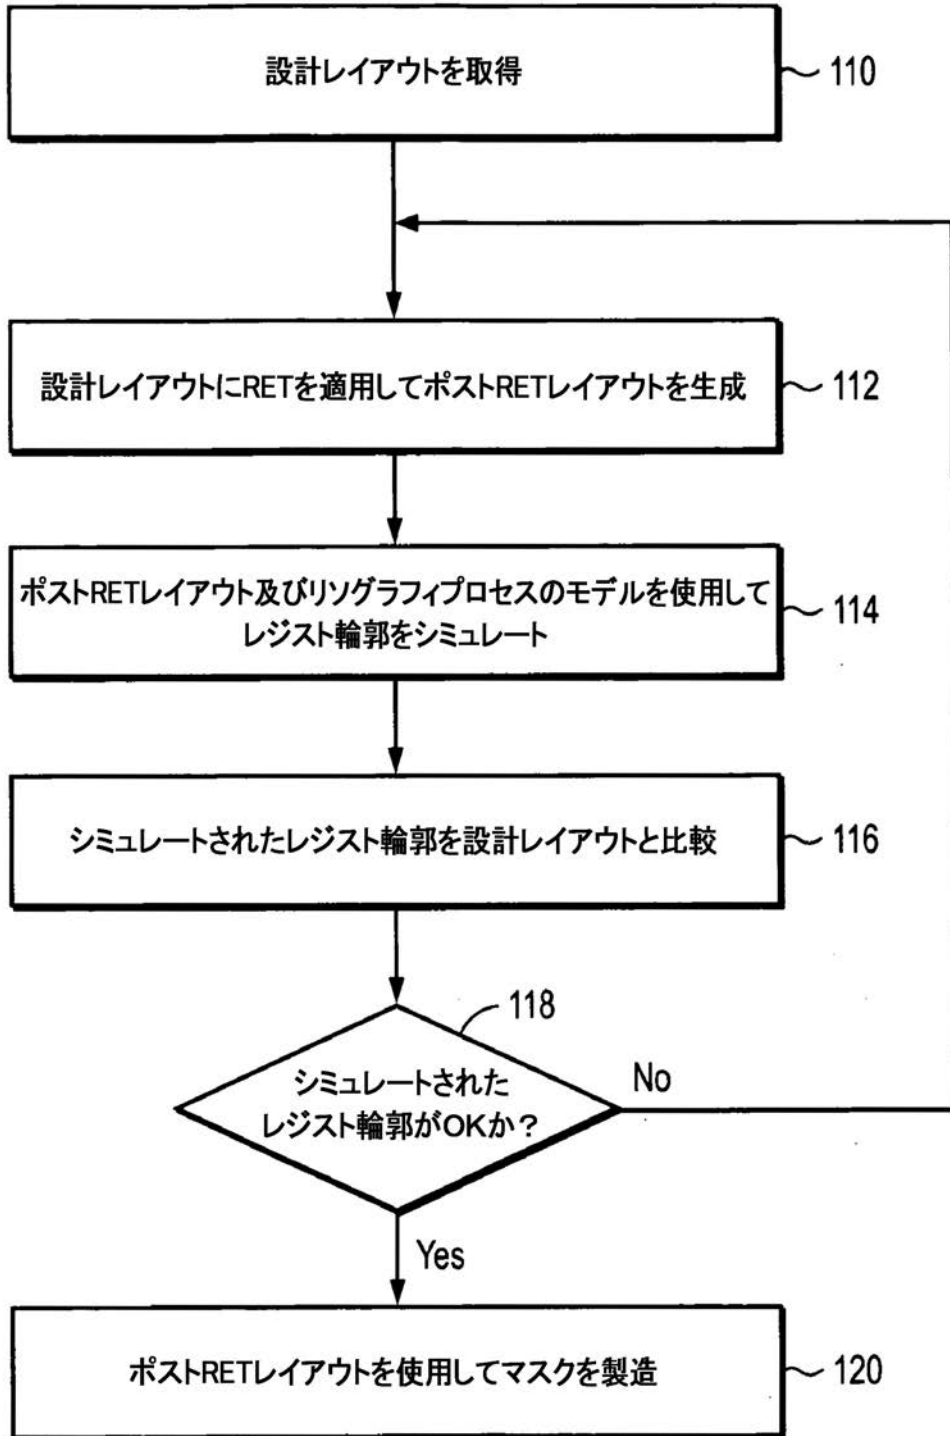 設計レイアウトを取得
110
設計レイアウトにRETを適用してポストRETレイアウトを生成
112
ポストRETレイアウト及びリソグラフィプロセスのモデルを使用して
レジスト輪郭をシミュレート
114
シミュレートされたレジスト輪郭を設計レイアウトと比較
116
118
シミュレートされた
レジスト輪郭がOKか？
No
Yes
ポストRETレイアウトを使用してマスクを製造
120